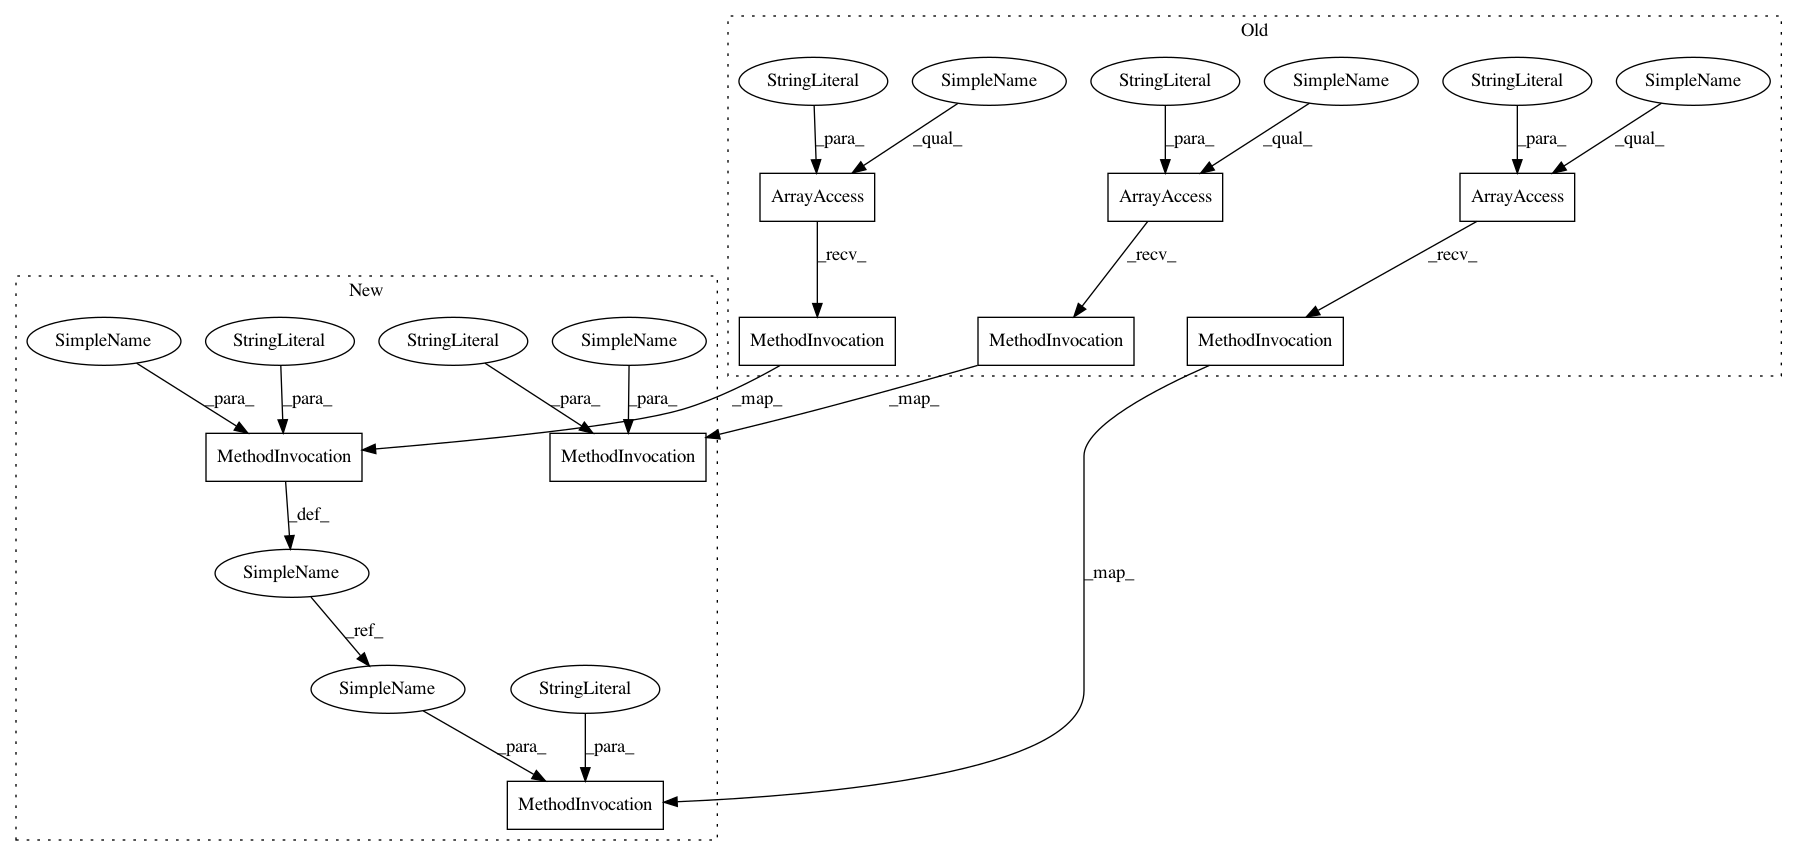 Old
StringLiteral SimpleName StringLiteral SimpleName StringLiteral SimpleName
_para_ _qual_ _para_ _qual_ _para_ _qual_
ArrayAccess ArrayAccess ArrayAccess
_recv_ _recv_ _recv_
New
SimpleName StringLiteral StringLiteral SimpleName MethodInvocation MethodInvocation MethodInvocation
_para_ _para_ _para_ _para_ _map_ _map_
MethodInvocation MethodInvocation
_def_
SimpleName _map_
_ref_
SimpleName StringLiteral
_para_ _para_
MethodInvocation